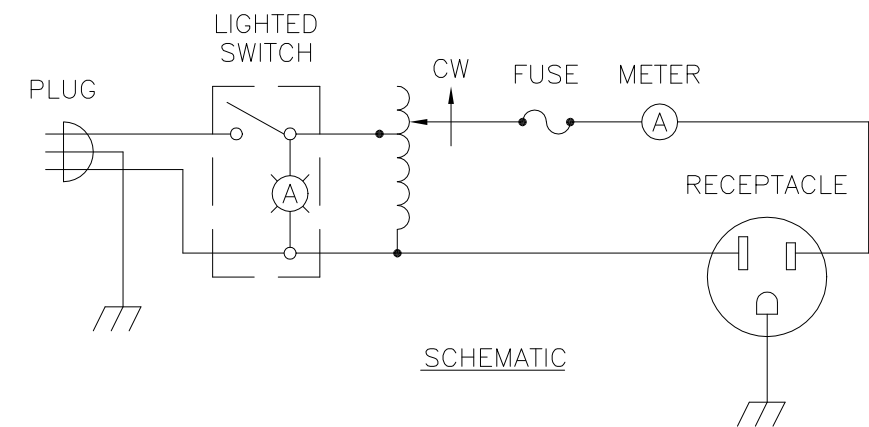 LIGHTED
SWITCH
PLUG
CW
FUSE
METER
A
A
RECEPTACLE
SCHEMATIC